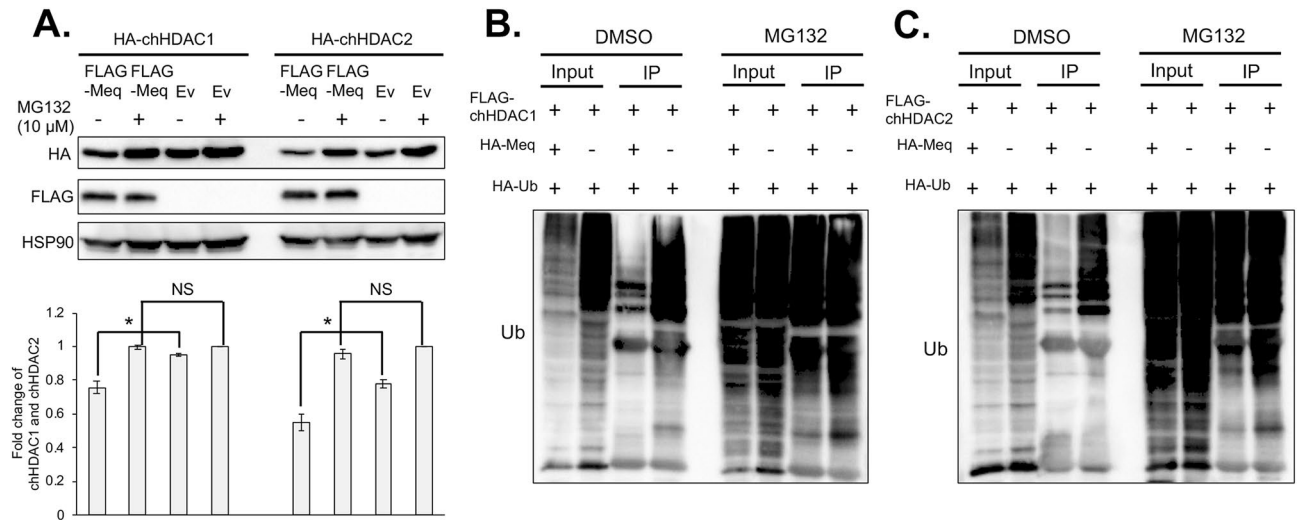 A.
HA-chHDAC1 HA-chHDAC2
FLAG FLAG FLAG FLAG
-Meq -Meq Ev Ev -Meq -Meq Ev Ev
MG132
(10 μM) - + - + - + - +
HA
FLAG
HSP90
NS NS
* *
Fold change of
chHDAC1 and chHDAC2
1.2
1
0.8
0.6
0.4
0.2
0
B.
DMSO MG132
Input IP Input IP
FLAG-
chHDAC1 + + + + + + + +
HA-Meq + - + - + - + -
HA-Ub + + + + + + + +
Ub
C.
DMSO MG132
Input IP Input IP
FLAG-
chHDAC2 + + + + + + + +
HA-Meq + - + - + - + -
HA-Ub + + + + + + + +
Ub